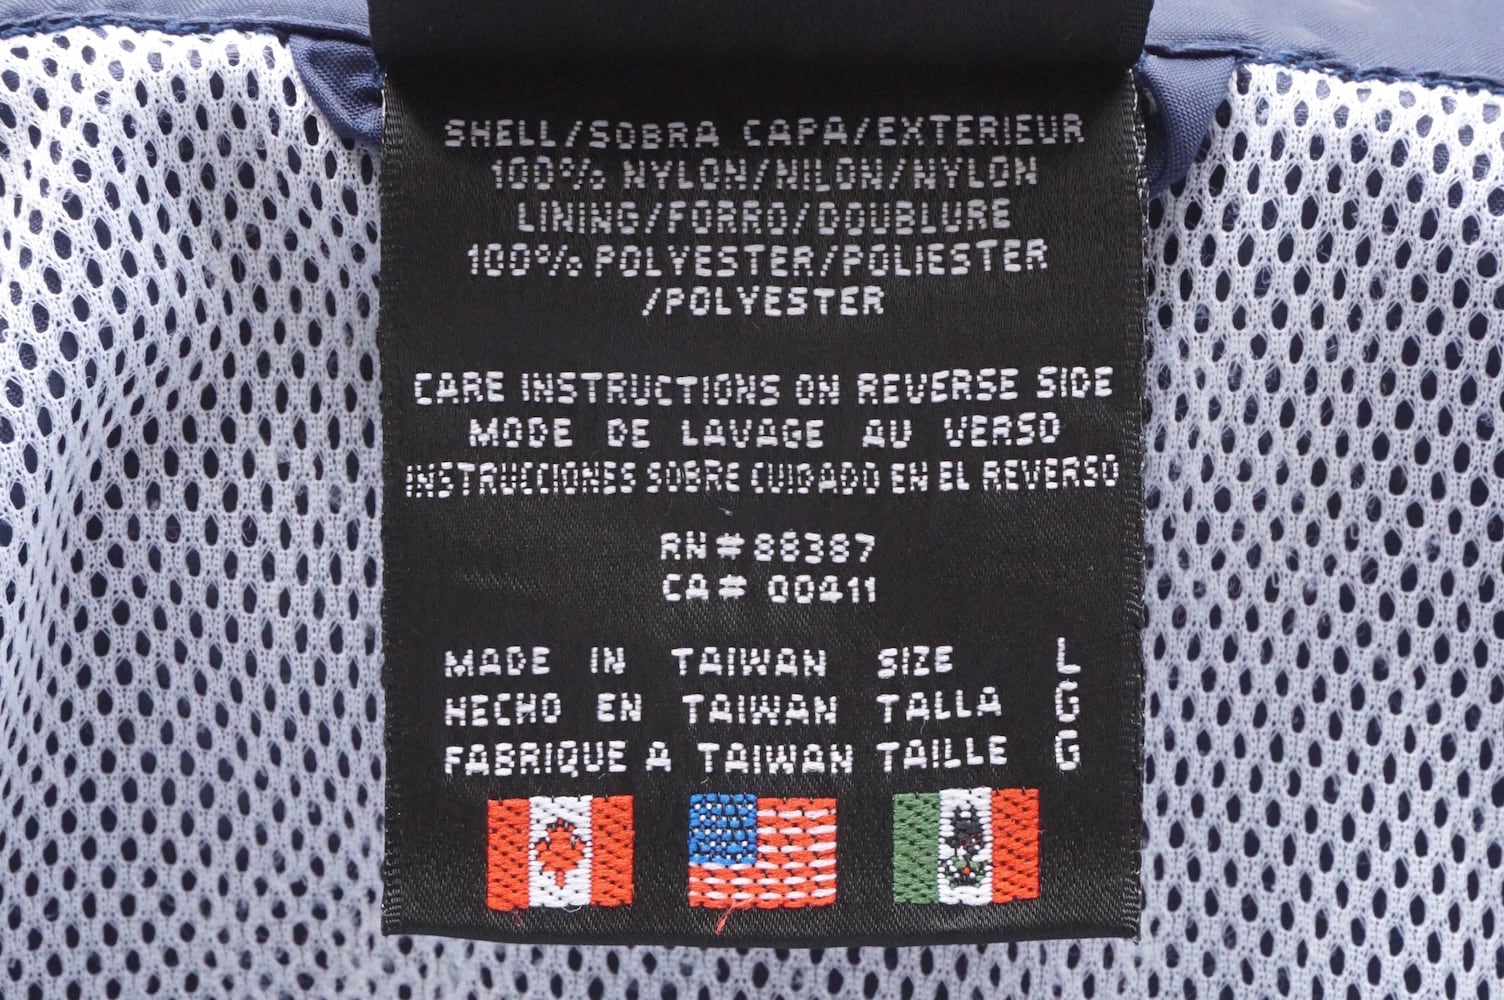 SHELL/SOBRA CAPA/EXTERIEUR
100% NYLON/NILON/NYLON
LINING/FORRO/DOUBLURE
100% POLYESTER/POLIESTER
/POLYESTER
CARE INSTRUCTIONS ON REVERSE SIDE
MODE DE LAVAGE AU VERSO
INSTRUCCIONES SOBRE CUIDADO EN EL REVERSO
RN# 88387
CA# 00411
MADE IN TAIWAN SIZE L
HECHO EN TAIWAN TALLA G
FABRIQUE A TAIWAN TAILLE G